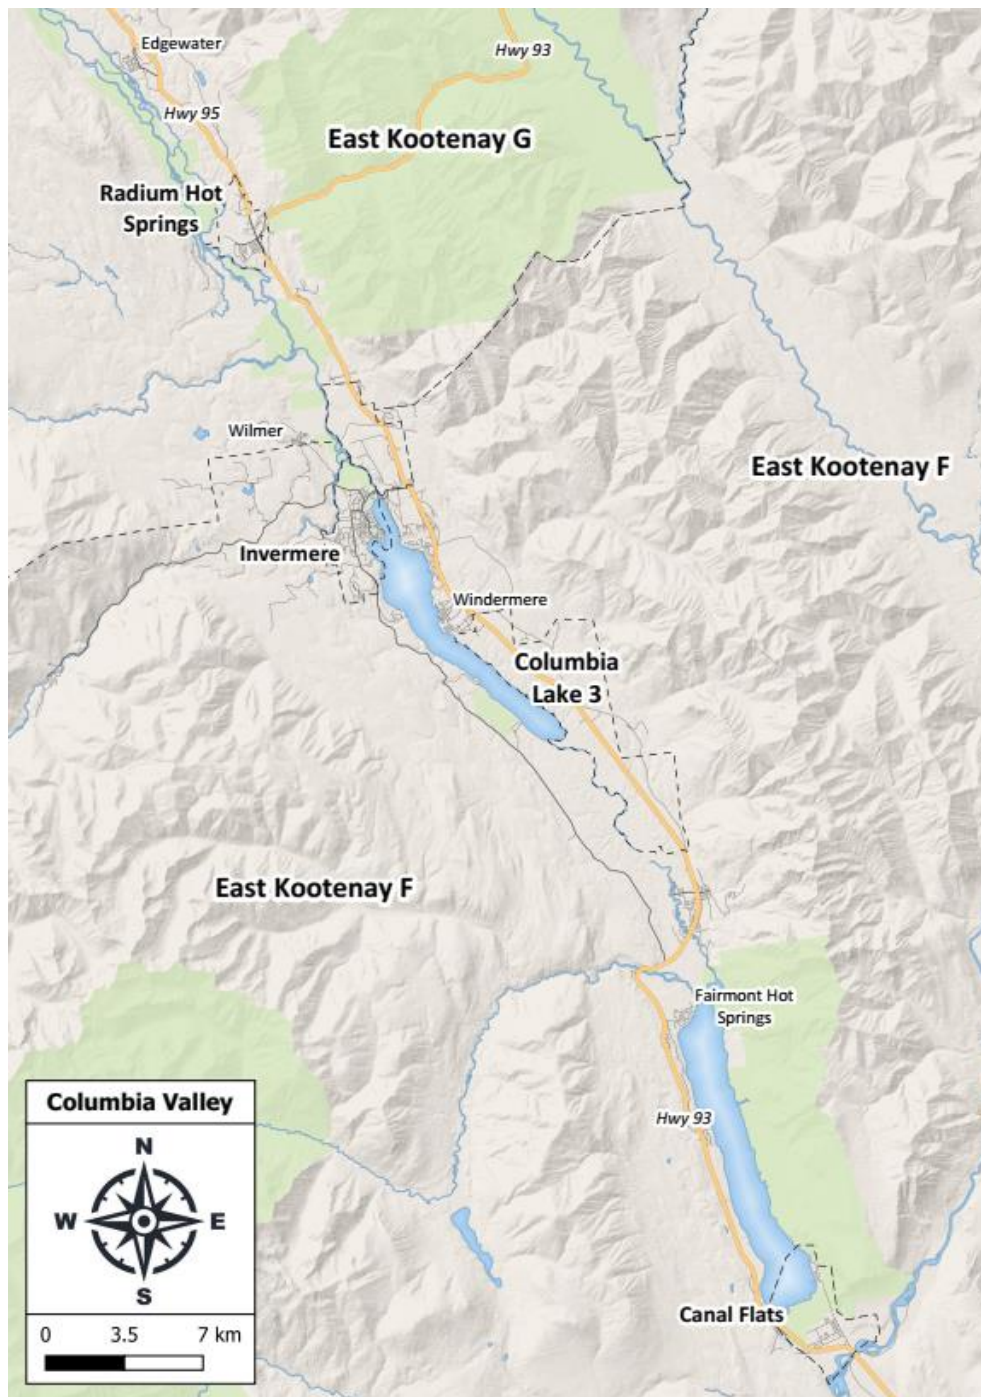 Edgewater
Hwy 93
Hwy 95
East Kootenay G
Radium Hot
Springs
Wilmer
East Kootenay F
Invermere
Windermere
Columbia
Lake 3
East Kootenay F
Fairmont Hot
Springs
Hwy 93
Canal Flats
Columbia Valley
N
W
E
S
0 3.5 7 km